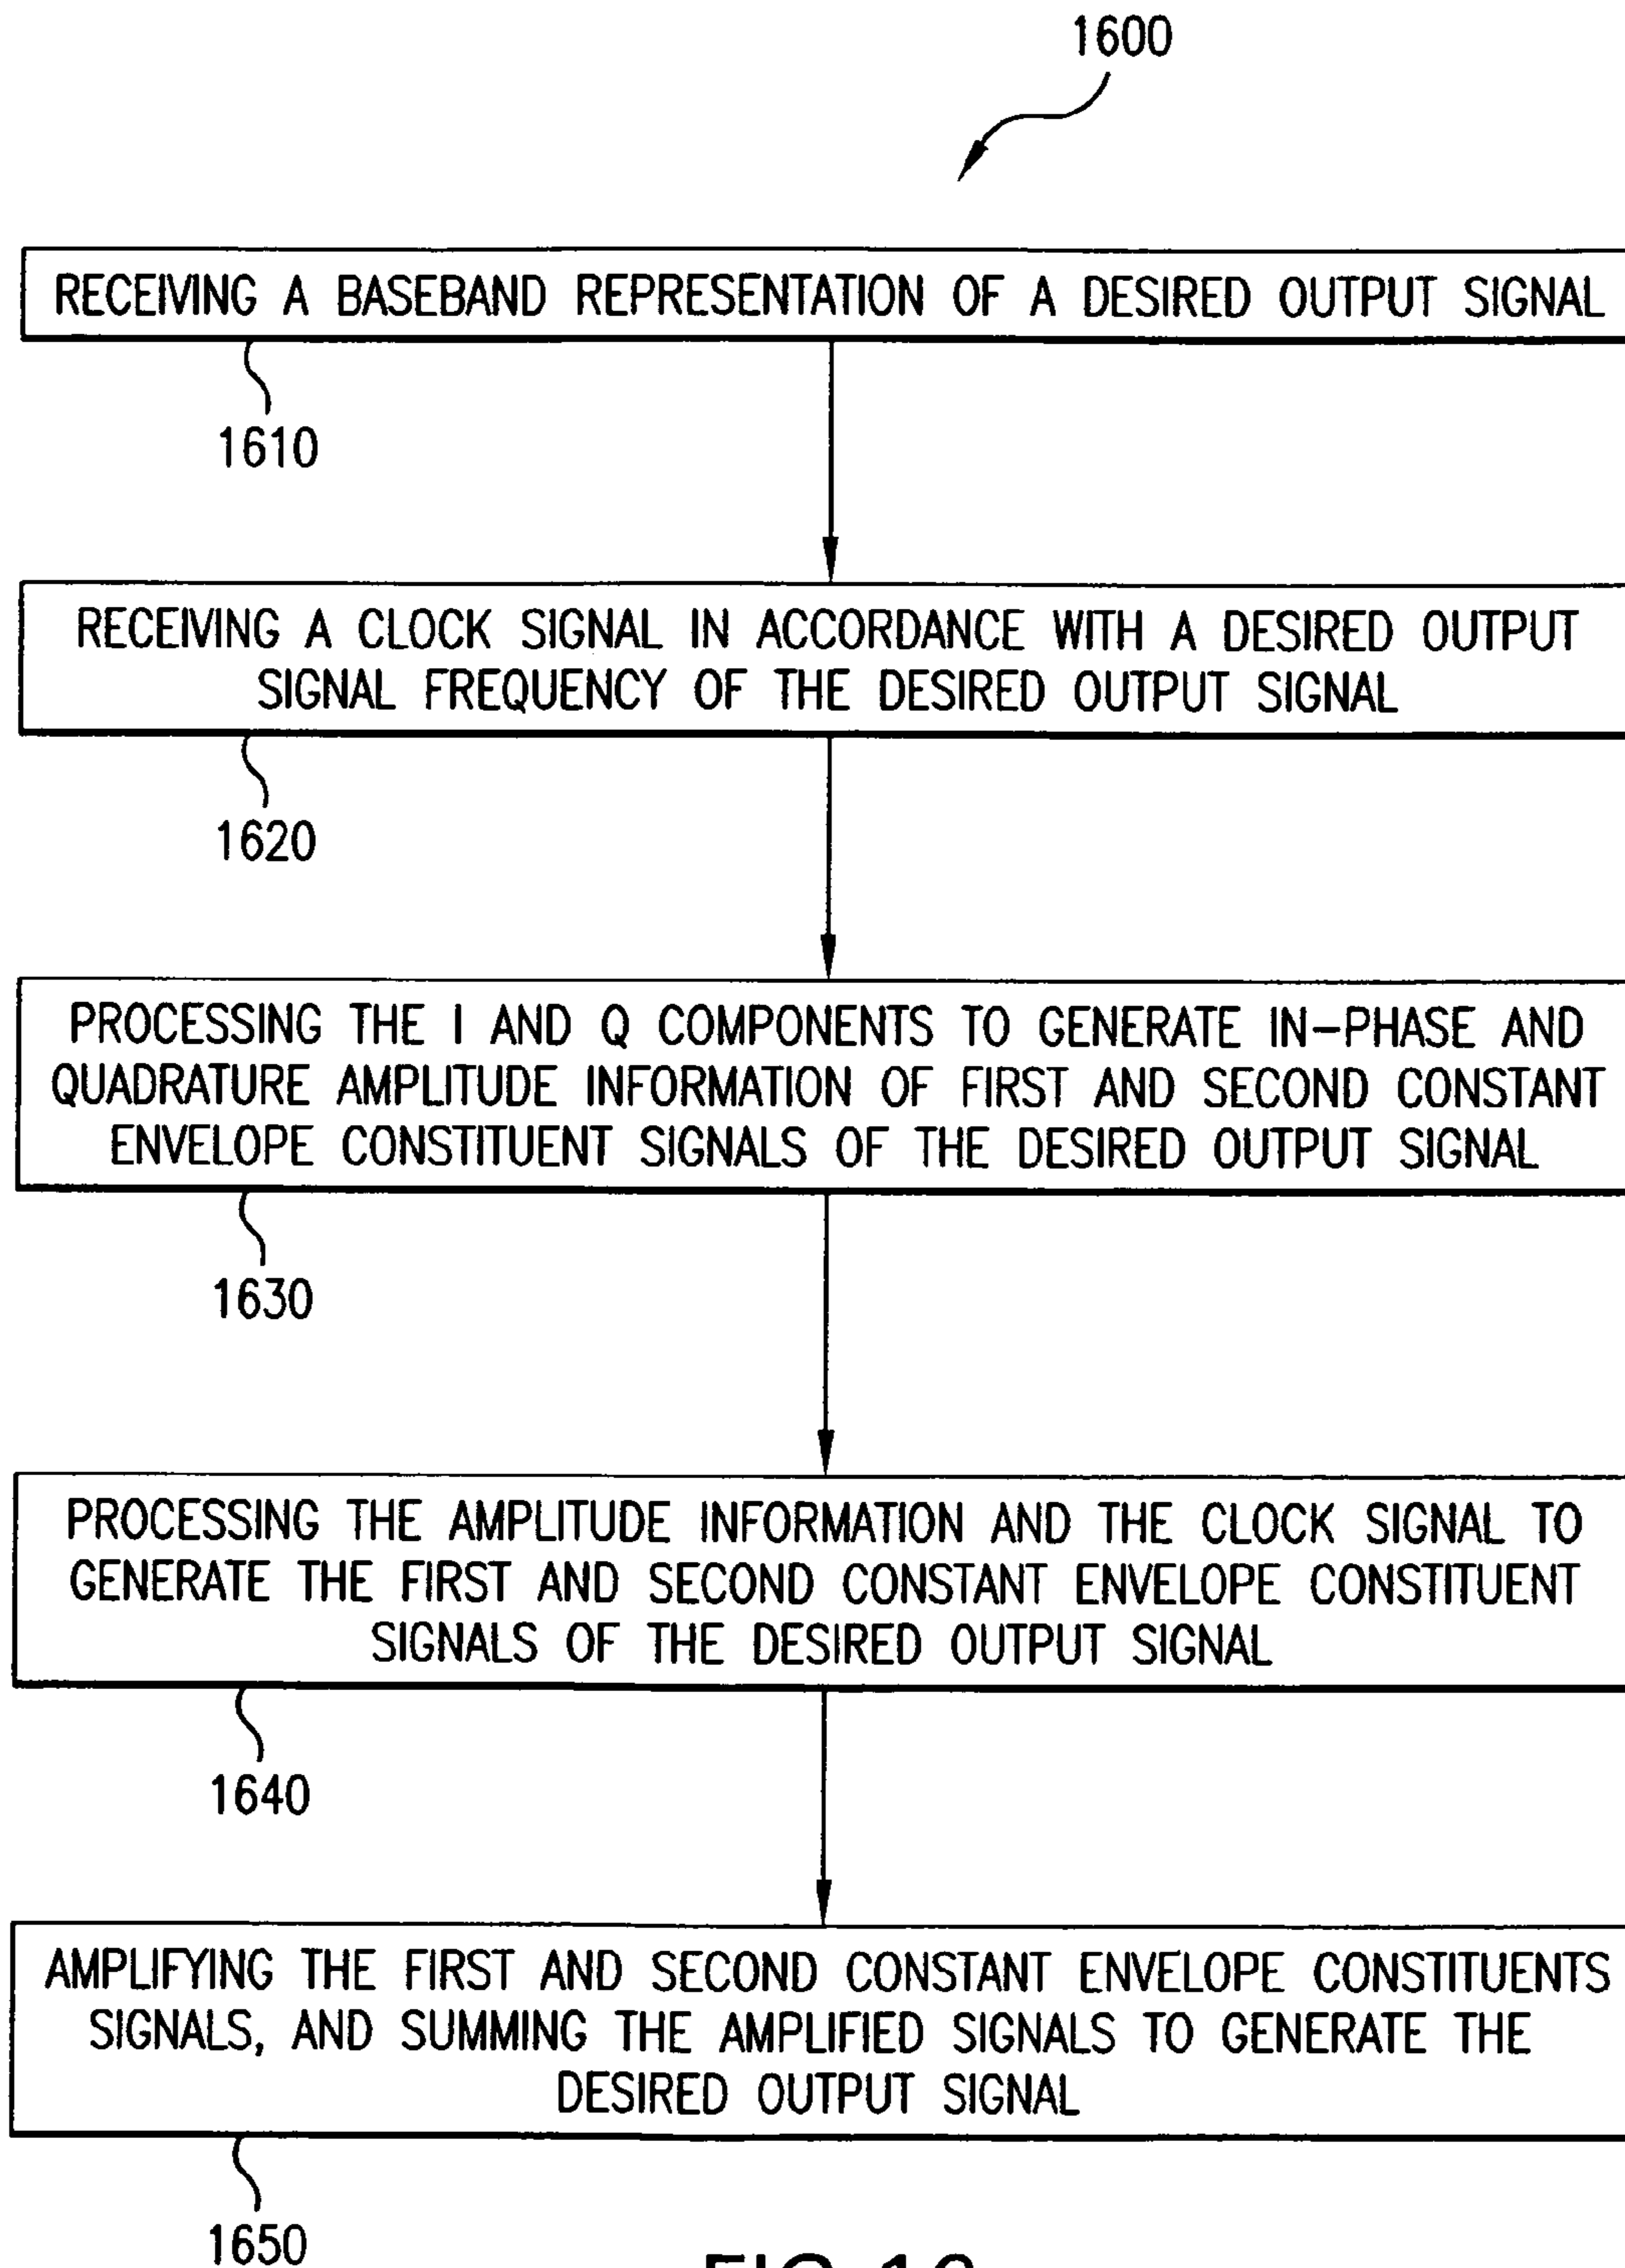 1600
RECEIVING A BASEBAND REPRESENTATION OF A DESIRED OUTPUT SIGNAL
1610
RECEIVING A CLOCK SIGNAL IN ACCORDANCE WITH A DESIRED OUTPUT
SIGNAL FREQUENCY OF THE DESIRED OUTPUT SIGNAL
1620
PROCESSING THE I AND Q COMPONENTS TO GENERATE IN-PHASE AND
QUADRATURE AMPLITUDE INFORMATION OF FIRST AND SECOND CONSTANT
ENVELOPE CONSTITUENT SIGNALS OF THE DESIRED OUTPUT SIGNAL
1630
PROCESSING THE AMPLITUDE INFORMATION AND THE CLOCK SIGNAL TO
GENERATE THE FIRST AND SECOND CONSTANT ENVELOPE CONSTITUENT
SIGNALS OF THE DESIRED OUTPUT SIGNAL
1640
AMPLIFYING THE FIRST AND SECOND CONSTANT ENVELOPE CONSTITUENTS
SIGNALS, AND SUMMING THE AMPLIFIED SIGNALS TO GENERATE THE
DESIRED OUTPUT SIGNAL
1650